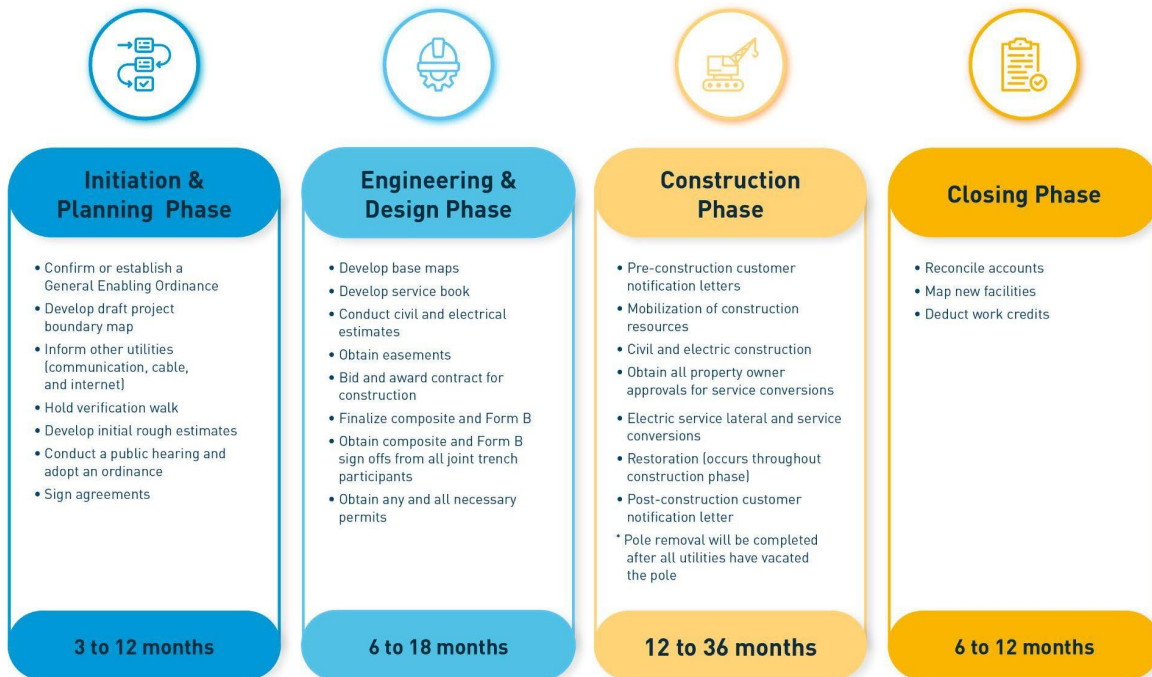 Initiation &
Planning Phase
• Confirm or establish a
General Enabling Ordinance
• Develop draft project
boundary map
• Inform other utilities
(communication, cable,
and internet)
• Hold verification walk
• Develop initial rough estimates
• Conduct a public hearing and
adopt an ordinance
• Sign agreements
3 to 12 months
Engineering &
Design Phase
• Develop base maps
• Develop service book
• Conduct civil and electrical
estimates
• Obtain easements
• Bid and award contract for
construction
• Finalize composite and Form B
• Obtain composite and Form B
sign offs from all joint trench
participants
• Obtain any and all necessary
permits
6 to 18 months
Construction
Phase
• Pre-construction customer
notification letters
• Mobilization of construction
resources
• Civil and electric construction
• Obtain all property owner
approvals for service conversions
• Electric service lateral and service
conversions
• Restoration (occurs throughout
construction phase)
• Post-construction customer
notification letter
* Pole removal will be completed
after all utilities have vacated
the pole
12 to 36 months
Closing Phase
• Reconcile accounts
• Map new facilities
• Deduct work credits
6 to 12 months